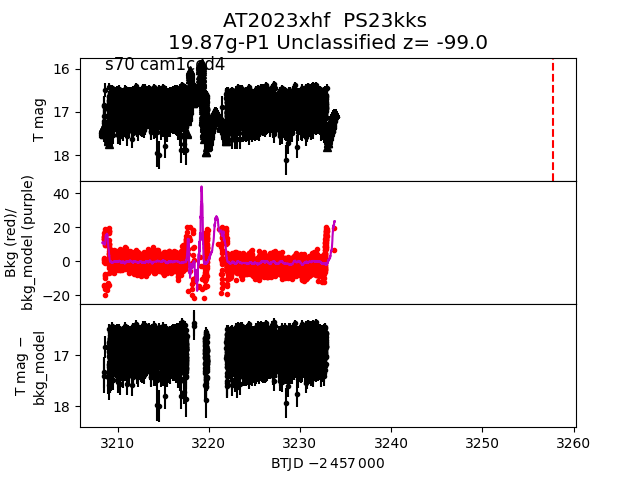 AT2023xhf PS23kks
19.87g-P1 Unclassified z= -99.0
s70 cam1ccd4
T mag
16
17
18
Bkg (red)/
bkg_model (purple)
40
20
0
−20
T mag −
bkg_model
17
18
3210 3220 3230 3240 3250 3260
BTJD −2 457 000